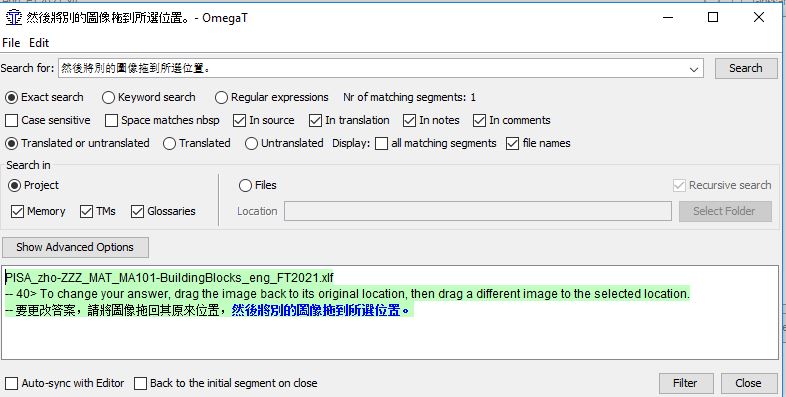 然後將別的圖像拖到所選位置。 - OmegaT
File Edit
Search for: 然後將別的圖像拖到所選位置。 Search
Exact search Keyword search Regular expressions Nr of matching segments: 1
Case sensitive Space matches nbsp In source In translation In notes In comments
Translated or untranslated Translated Untranslated Display: all matching segments file names
Search in
Project Files Recursive search
Memory TMs Glossaries Location Select Folder
Show Advanced Options
PISA_zho-ZZZ_MAT_MA101-BuildingBlocks_eng_FT2021.xlf
-- 40> To change your answer, drag the image back to its original location, then drag a different image to the selected location.
-- 要更改答案，請將圖像拖回其原來位置，然後將別的圖像拖到所選位置。
Auto-sync with Editor Back to the initial segment on close Filter Close